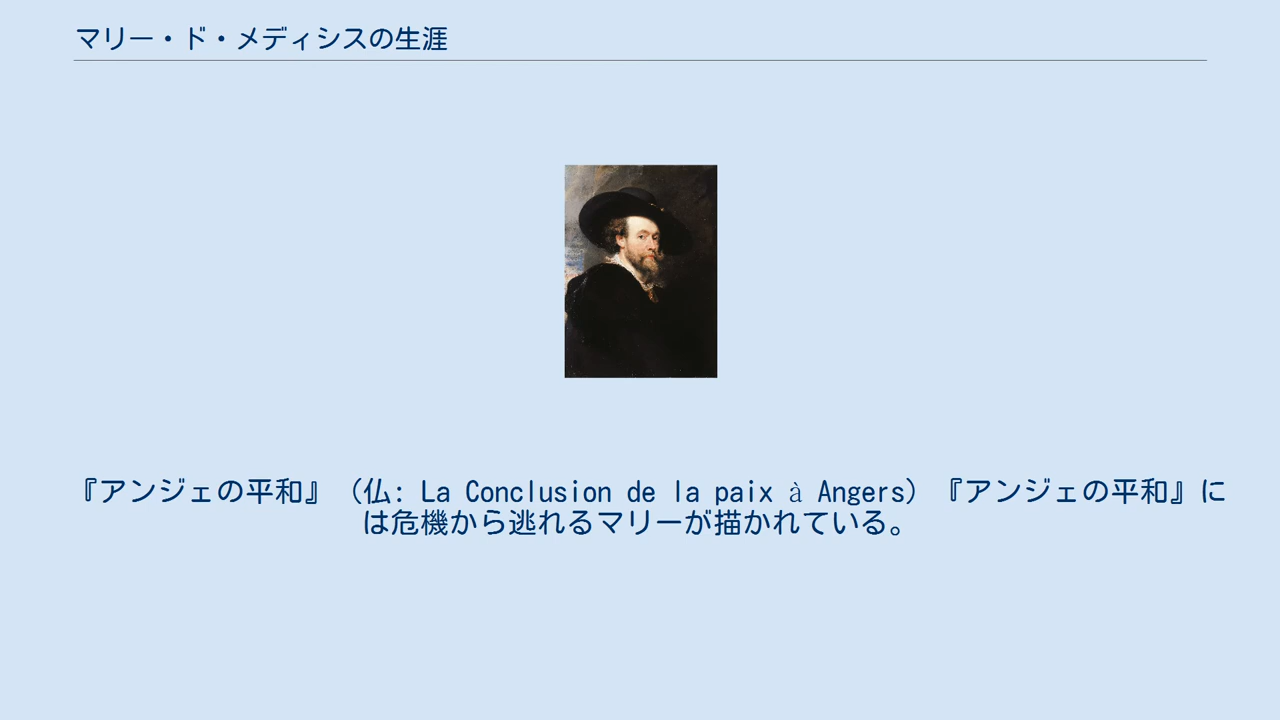 マリー・ド・メディシスの生涯
『アンジェの平和』（仏: La Conclusion de la paix à Angers）『アンジェの平和』に
は危機から逃れるマリーが描かれている。